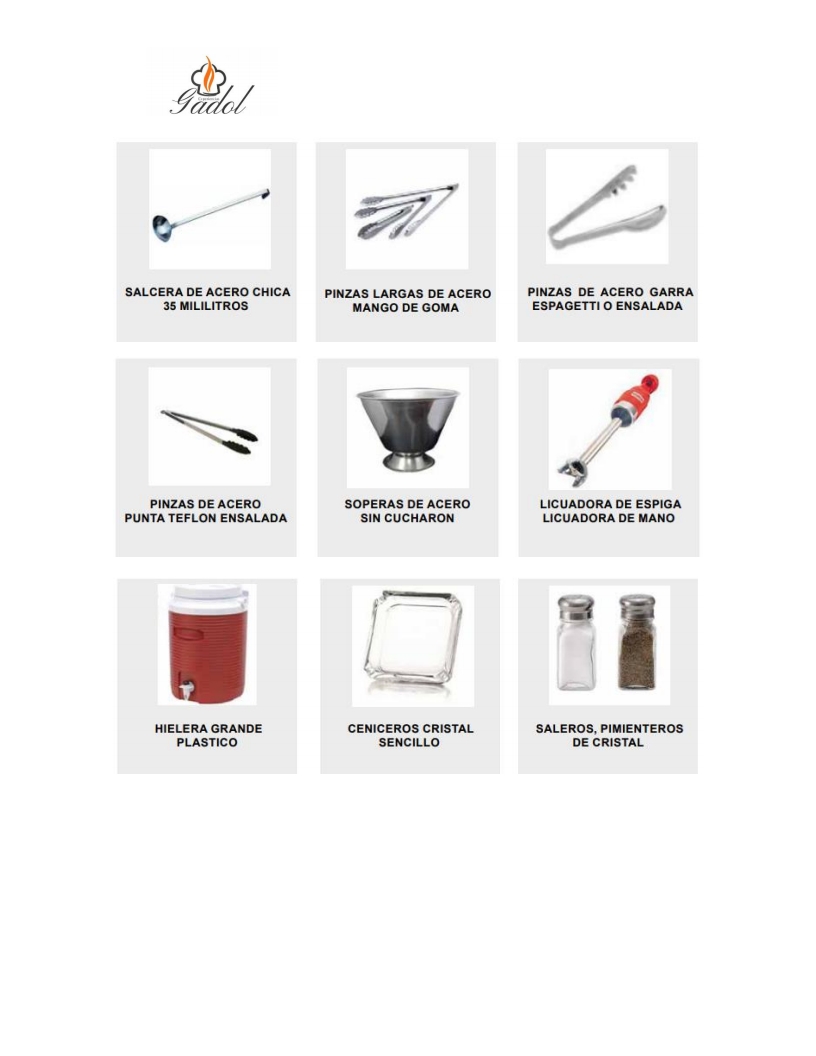 Gadol
SALCERA DE ACERO CHICA
35 MILILITROS
PINZAS LARGAS DE ACERO
MANGO DE GOMA
PINZAS DE ACERO GARRA
ESPAGETTI O ENSALADA
PINZAS DE ACERO
PUNTA TEFLON ENSALADA
SOPERAS DE ACERO
SIN CUCHARON
LICUADORA DE ESPIGA
LICUADORA DE MANO
HIELERA GRANDE
PLASTICO
CENICEROS CRISTAL
SENCILLO
SALEROS, PIMIENTEROS
DE CRISTAL